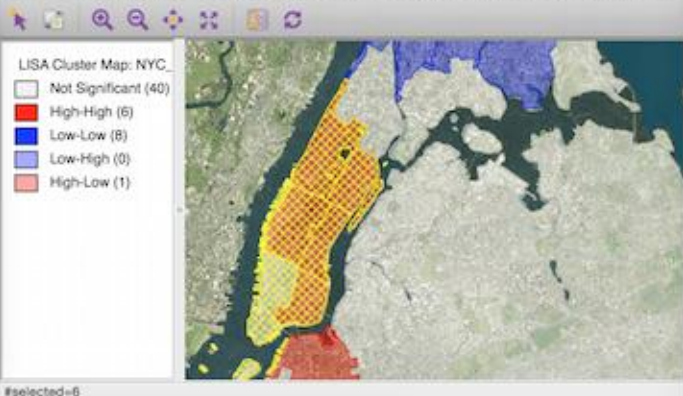 LISA Cluster Map: NYC_
Not Significant (40)
High-High (6)
Low-Low (8)
Low-High (0)
High-Low (1)
#selected=6